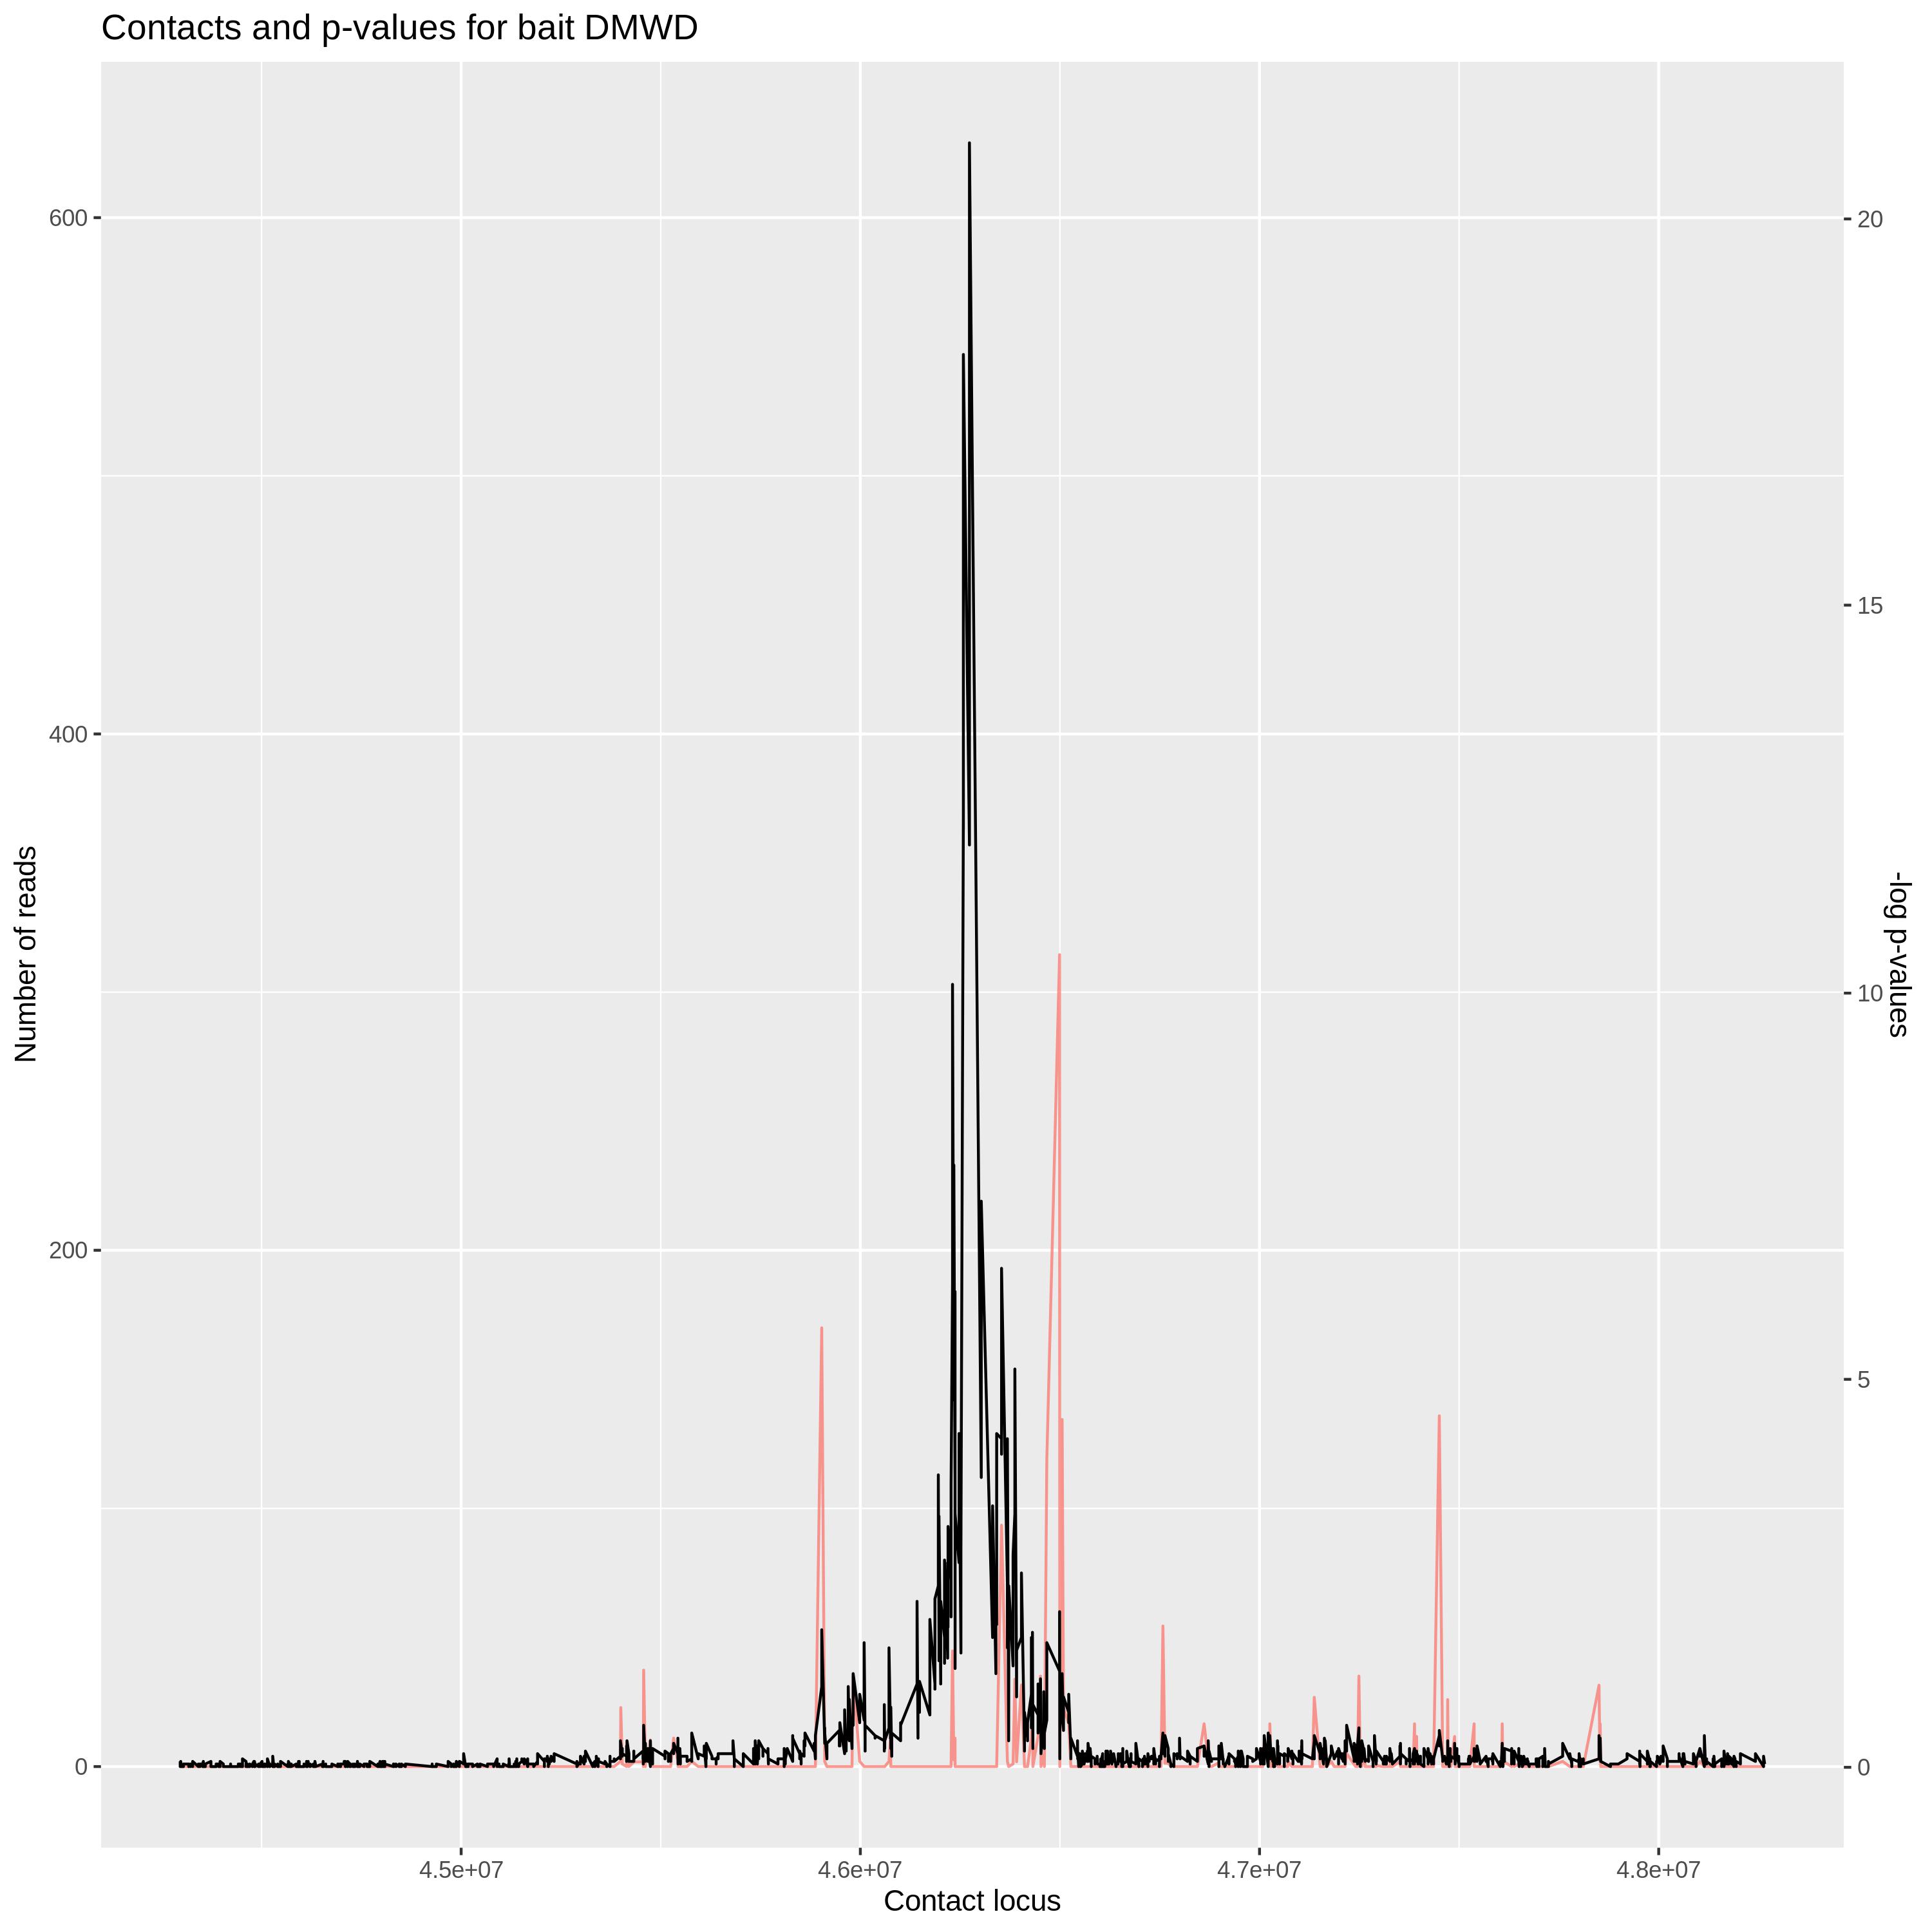 Contacts and p-values for bait DMWD
Number of reads
600
400
200
0
20
15
10
5
0
-log p-values
4.5e+07
4.6e+07
4.7e+07
4.8e+07
Contact locus